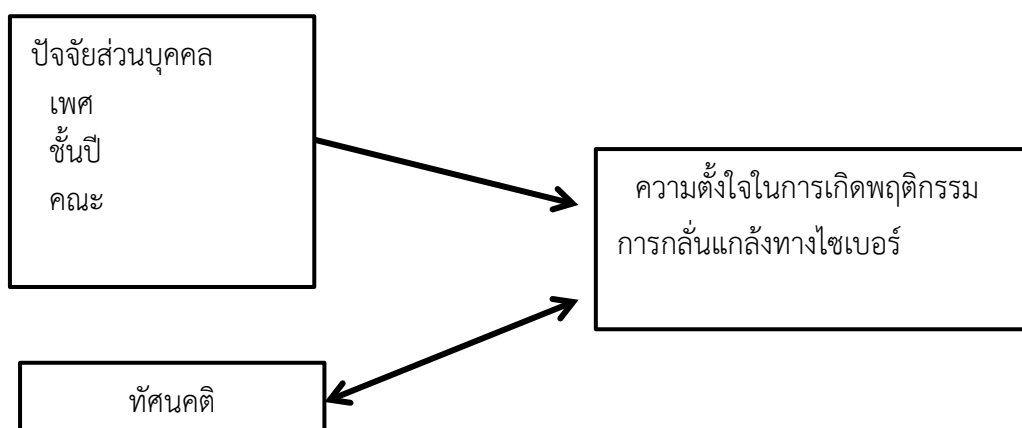 ปัจจัยส่วนบุคคล
เพศ
ชั้นปี
คณะ
ความตั้งใจในการเกิดพฤติกรรม
การกลั่นแกล้งทางไซเบอร์
ทัศนคติ